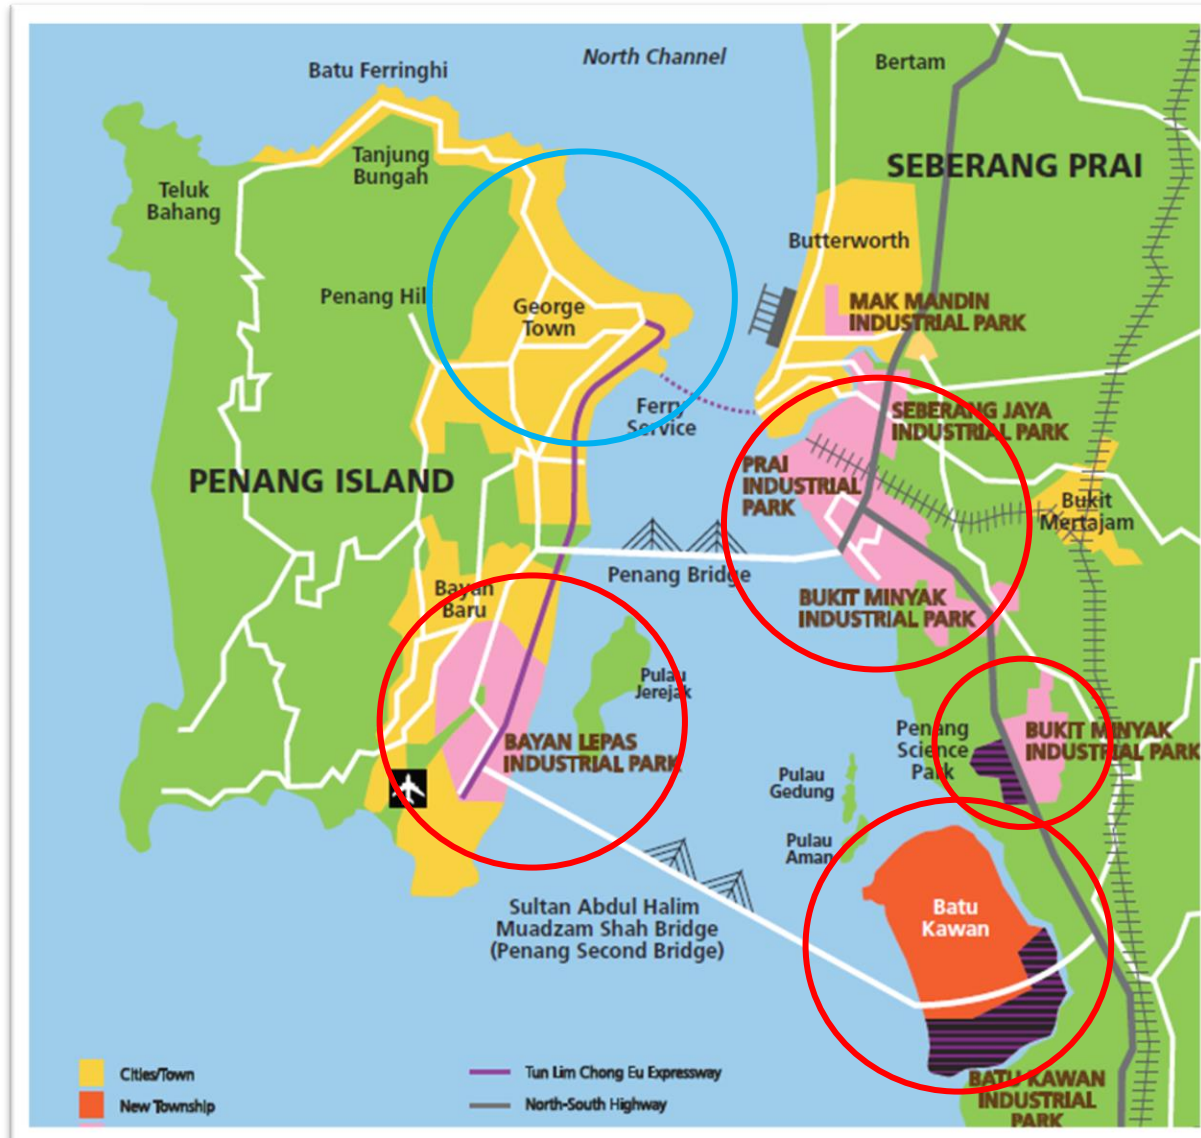 North Channel
Batu Ferringhi
Bertam
Tanjung
Bungah
SEBERANG PRAI
Teluk
Bahang
Butterworth
Penang Hil
George
Town
MAK MANDIN
INDUSTRIAL PARK
Ferry
Service
SEBERANG JAYA
INDUSTRIAL PARK
PENANG ISLAND
PRAI
INDUSTRIAL
PARK
Bukit
Mertajam
Penang Bridge
Bayan
Baru
BUKIT MINYAK
INDUSTRIAL PARK
Pulau
Jerejak
BAYAN LEPAS
INDUSTRIAL PARK
Penang
Science
Park
BUKIT MINYAK
INDUSTRIAL PARK
Pulau
Gedung
Pulau
Aman
Batu
Kawan
Sultan Abdul Halim
Muadzam Shah Bridge
(Penang Second Bridge)
BATU KAWAN
INDUSTRIAL
PARK
Cities/Town
Tun Lim Chong Eu Expressway
New Township
North-South Highway